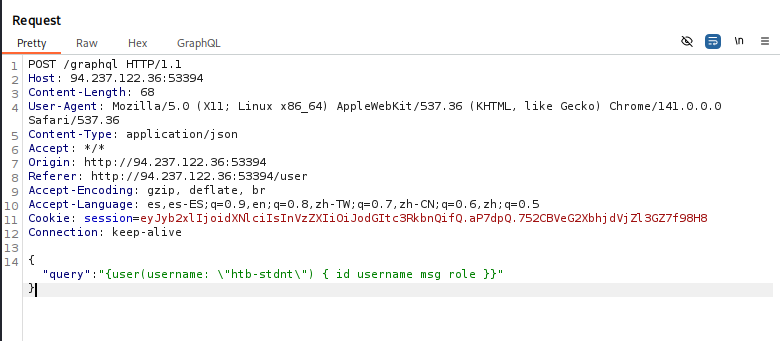 Request
Pretty Raw Hex GraphQL \n
1 POST /graphql HTTP/1.1
2 Host: 94.237.122.36:53394
3 Content-Length: 68
4 User-Agent: Mozilla/5.0 (X11; Linux x86_64) AppleWebKit/537.36 (KHTML, like Gecko) Chrome/141.0.0.0
Safari/537.36
5 Content-Type: application/json
6 Accept: */*
7 Origin: http://94.237.122.36:53394
8 Referer: http://94.237.122.36:53394/user
9 Accept-Encoding: gzip, deflate, br
10 Accept-Language: es,es-ES;q=0.9,en;q=0.8,zh-TW;q=0.7,zh-CN;q=0.6,zh;q=0.5
11 Cookie: session=eyJyb2xlIjoidXNlciIsInVzZXIiOiJodGItc3RkbnQifQ.aP7dpQ.752CBVeG2XbhjdVjZl3GZ7f98H8
12 Connection: keep-alive
13
14 {
"query":"{user(username: \"htb-stdnt\") { id username msg role }}"
}